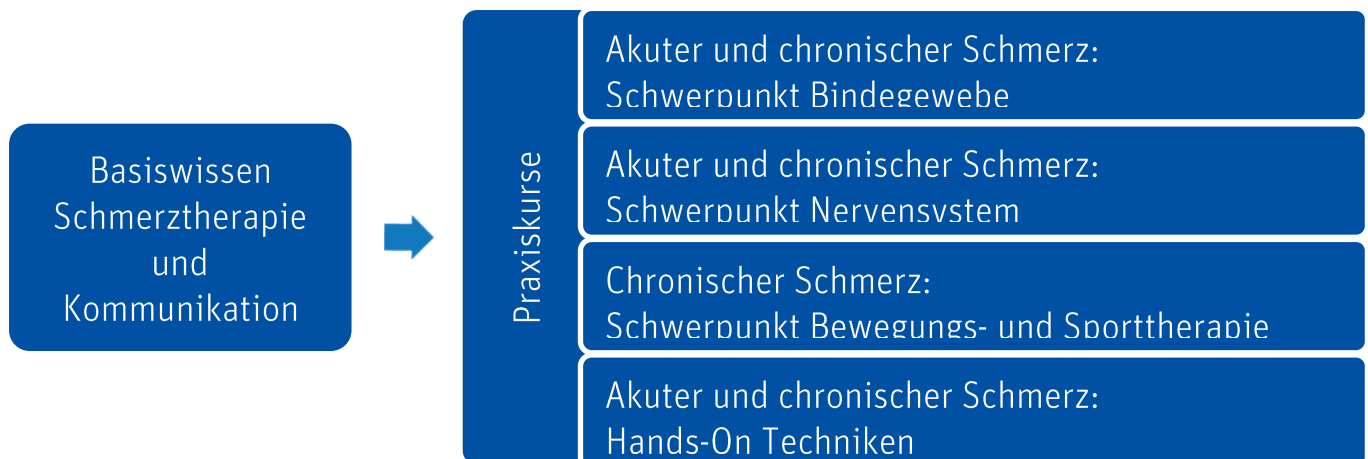 Basiswissen
Schmerztherapie
und
Kommunikation
Praxiskurse
Akuter und chronischer Schmerz:
Schwerpunkt Bindegewebe
Akuter und chronischer Schmerz:
Schwerpunkt Nervensystem
Chronischer Schmerz:
Schwerpunkt Bewegungs- und Sporttherapie
Akuter und chronischer Schmerz:
Hands-On Techniken